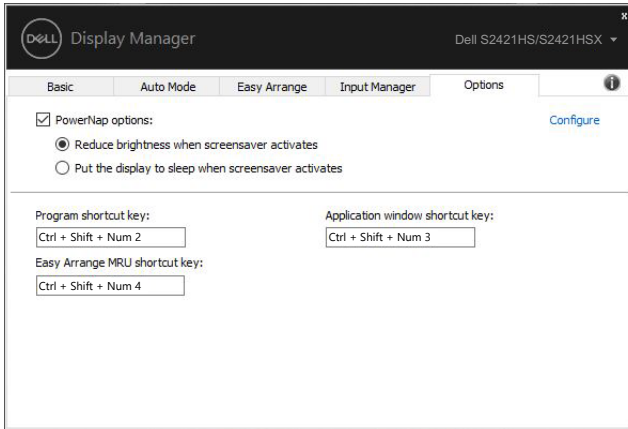 x
DELL Display Manager
Dell S2421HS/S2421HSX
Basic Auto Mode Easy Arrange Input Manager Options i
PowerNap options: Configure
Reduce brightness when screensaver activates
Put the display to sleep when screensaver activates
Program shortcut key: Application window shortcut key:
Ctrl + Shift + Num 2 Ctrl + Shift + Num 3
Easy Arrange MRU shortcut key:
Ctrl + Shift + Num 4